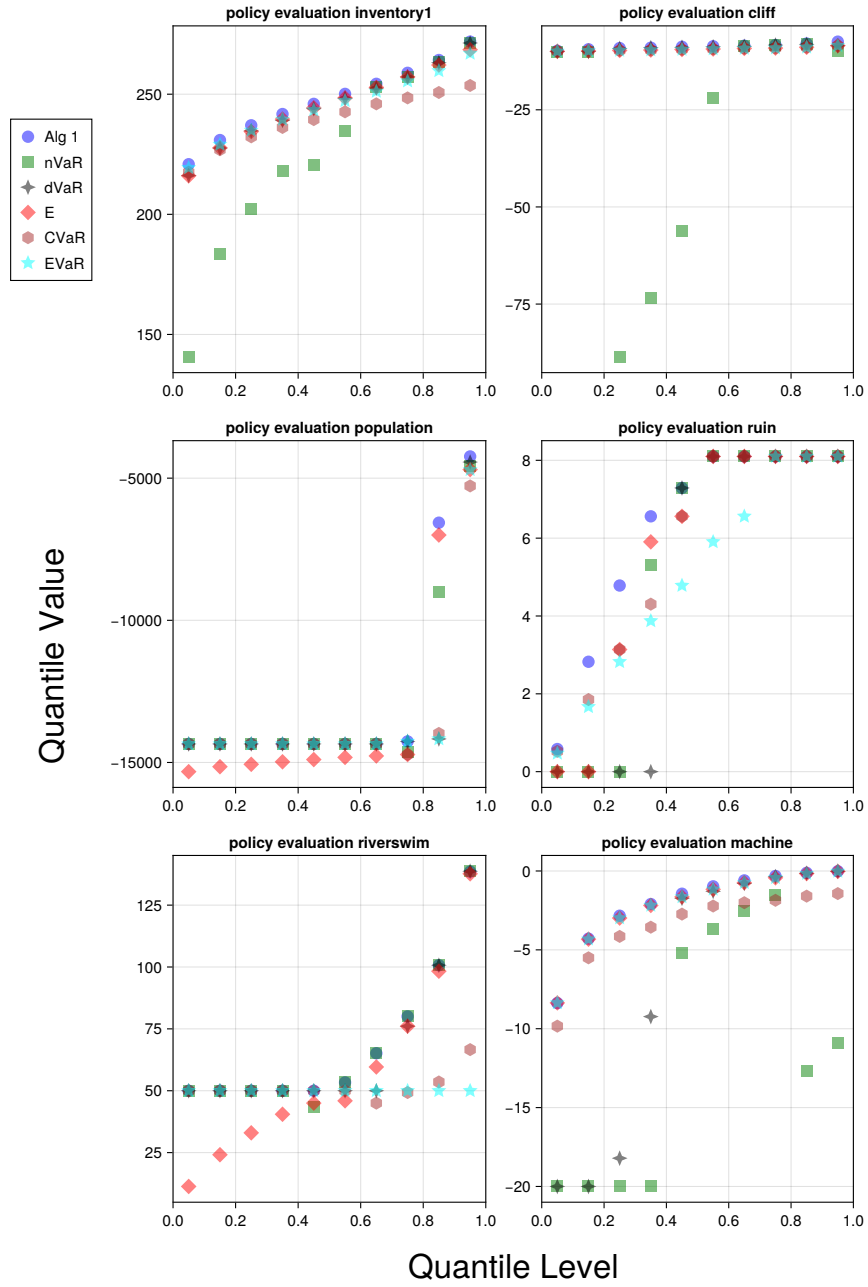 policy evaluation inventory1
policy evaluation cliff
Alg 1
nVaR
dVaR
E
CVaR
EVaR
250
200
150
0.0 0.2 0.4 0.6 0.8 1.0
−25
−50
−75
0.0 0.2 0.4 0.6 0.8 1.0
policy evaluation population
policy evaluation ruin
−5000
−10000
−15000
0.0 0.2 0.4 0.6 0.8 1.0
8
6
4
2
0
0.0 0.2 0.4 0.6 0.8 1.0
Quantile Value
policy evaluation riverswim
policy evaluation machine
125
100
75
50
25
0.0 0.2 0.4 0.6 0.8 1.0
0
−5
−10
−15
−20
0.0 0.2 0.4 0.6 0.8 1.0
Quantile Level